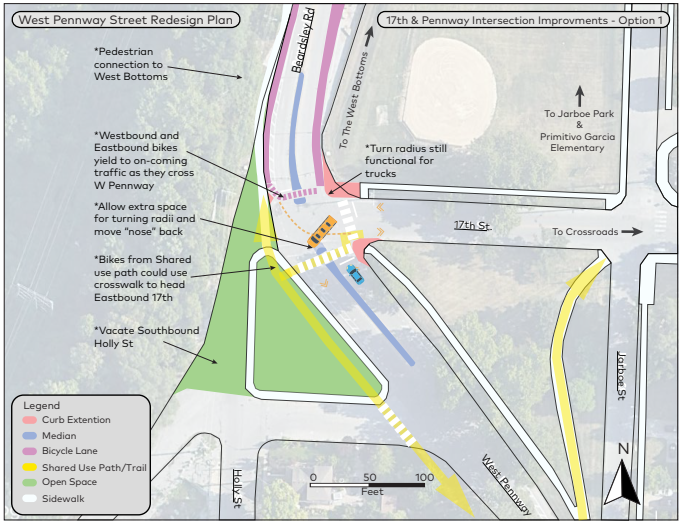 West Pennway Street Redesign Plan
17th & Pennway Intersection Improvments - Option 1
Beardsley Rd
To The West Bottoms
*Pedestrian
connection to
West Bottoms
To Jarboe Park
&
Primitivo Garcia
Elementary
*Westbound and
Eastbound bikes
yield to on-coming
traffic as they cross
W Pennway
*Turn radius still
functional for
trucks
*Allow extra space
for turning radii and
move "nose" back
17th St
To Crossroads
*Bikes from Shared
use path could use
crosswalk to head
Eastbound 17th
*Vacate Southbound
Holly St
Jarboe St
Legend
Curb Extention
Median
Bicycle Lane
Shared Use Path/Trail
Open Space
Sidewalk
Holly St
0 50 100
Feet
West Pennway
N